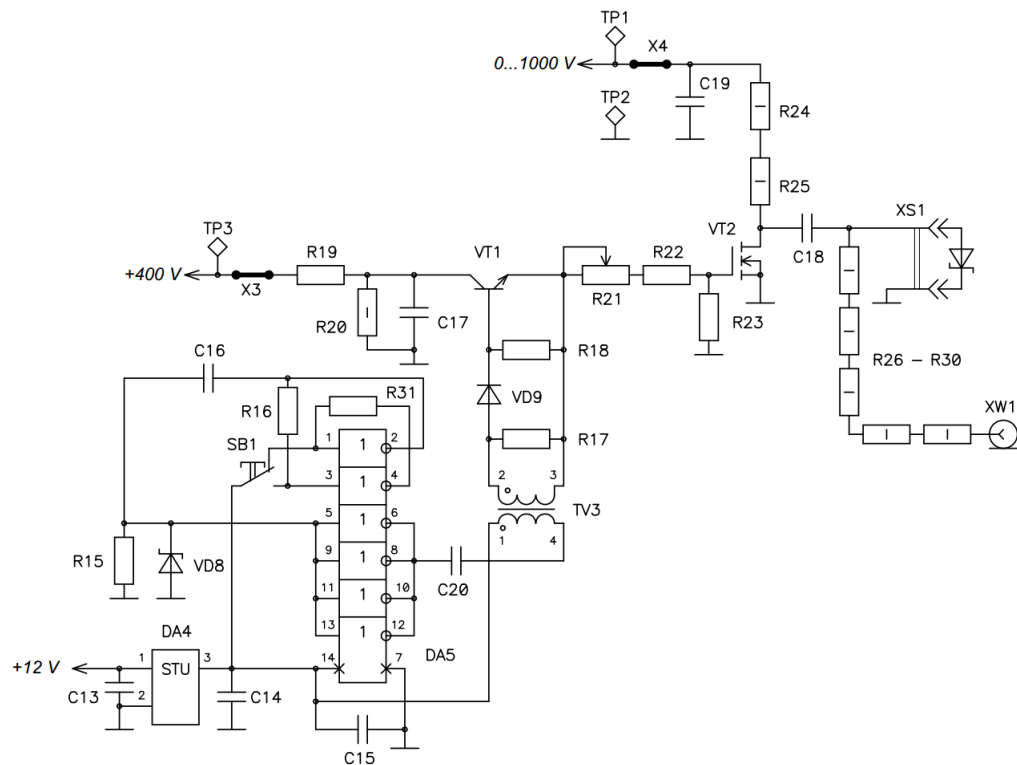 TP1
X4
0...1000 V
C19
TP2
R24
R25
XS1
TP3
R19
VT1
R22
VT2
+400 V
X3
R21
C18
R20
C17
R23
C16
R18
R26 - R30
R31
VD9
R16
XW1
SB1
1
1
2
R17
3
1
4
2
3
5
1
6
TV3
R15
VD8
9
1
8
1
4
C20
11
1
10
DA4
13
1
12
DA5
+12 V
1
STU
3
14
7
C13
2
C14
C15